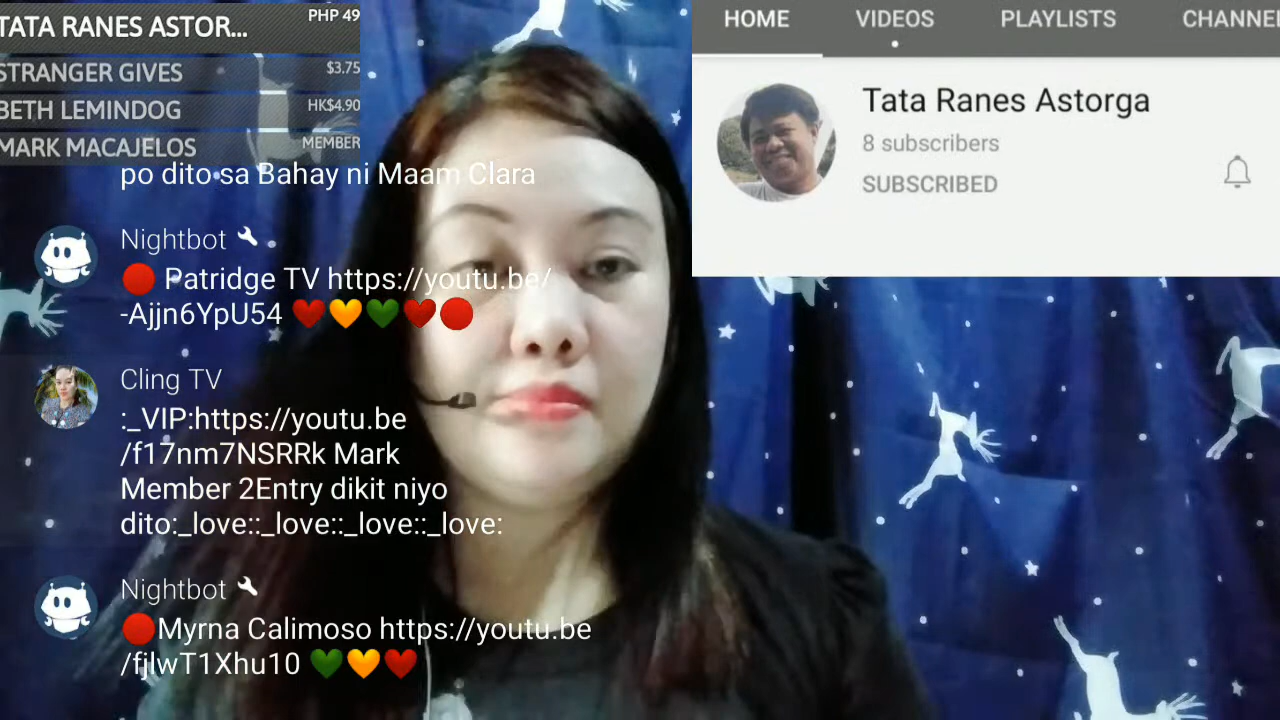 TATA RANES ASTOR...
PHP 49
STRANGER GIVES
$3.75
BETH LEMINDOG
HK$4.90
MARK MACAJELOS
MEMBER
po dito sa Bahay ni Maam Clara
Nightbot
🔴 Patridge TV https://youtu.be/
-Ajjn6YpU54 ❤️🧡💚❤️🔴
Cling TV
:_VIP:https://youtu.be
/f17nm7NSRRk Mark
Member 2Entry dikit niyo
dito:_love::_love::_love::_love:
Nightbot
🔴Myrna Calimoso https://youtu.be
/fjlwT1Xhu10 💚🧡❤️
HOME VIDEOS PLAYLISTS CHANNEL
Tata Ranes Astorga
8 subscribers
SUBSCRIBED